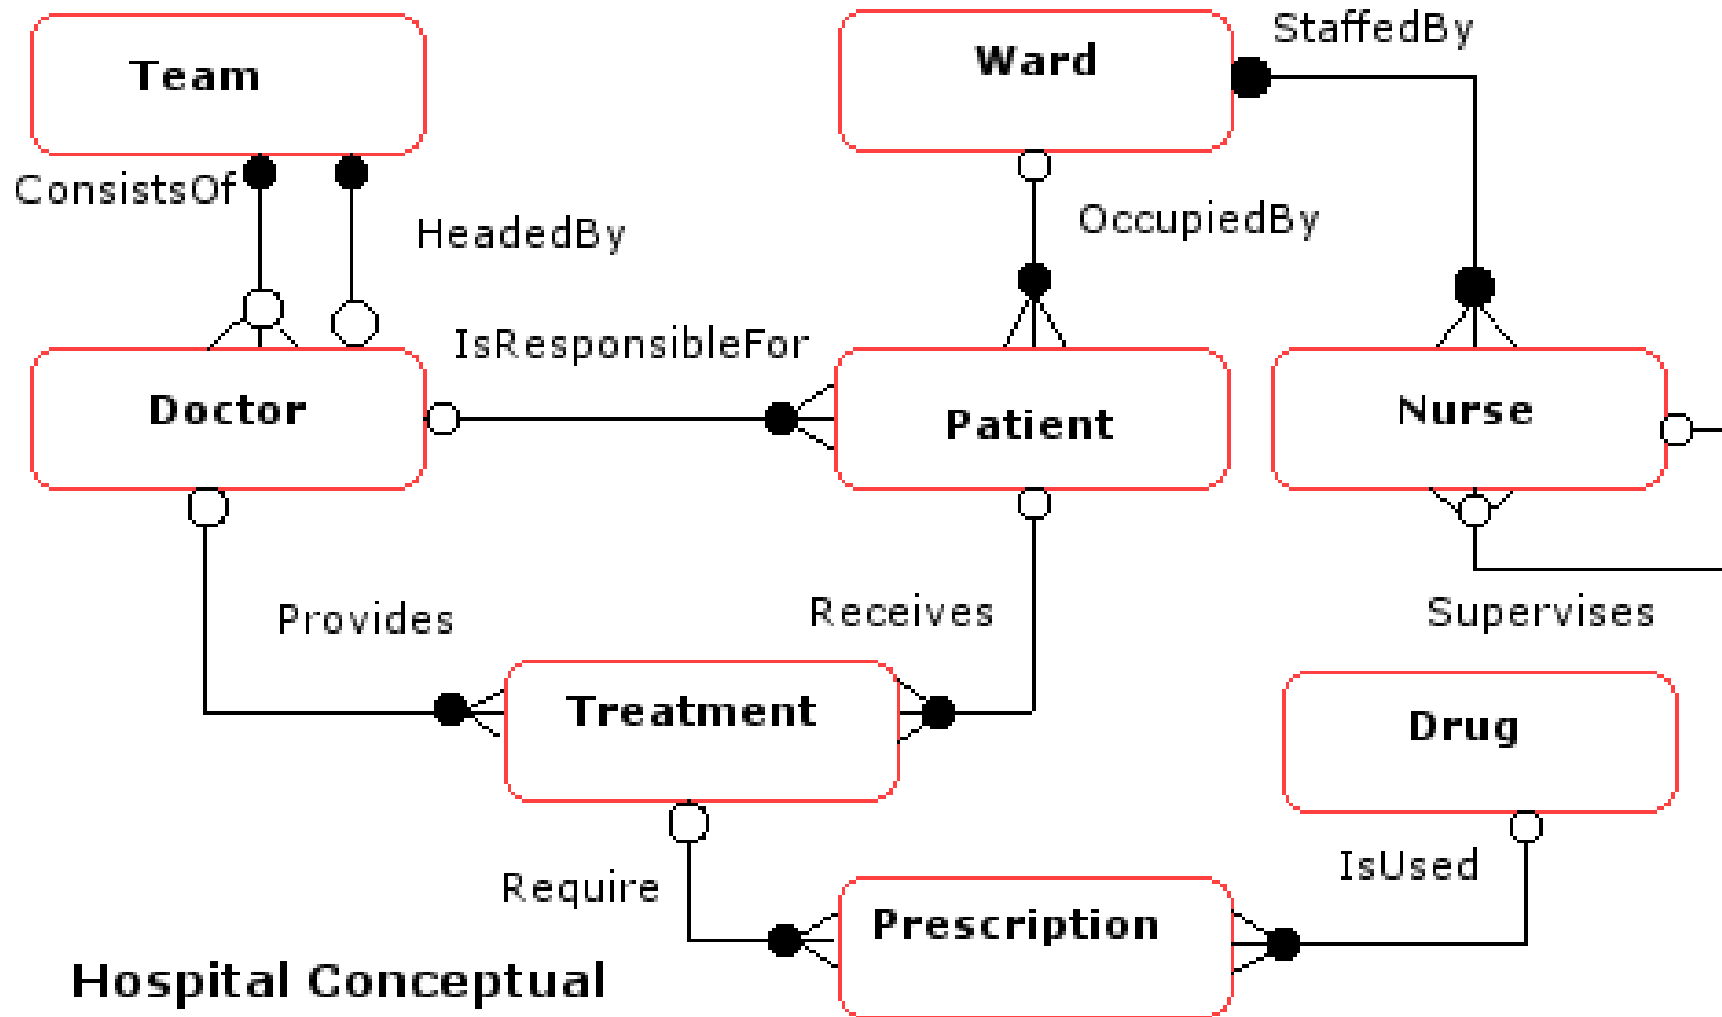 StaffedBy
Team
Ward
ConsistsOf
HeadedBy
OccupiedBy
IsResponsibleFor
Doctor
Patient
Nurse
Provides
Receives
Supervises
Treatment
Drug
Require
IsUsed
Prescription
Hospital Conceptual